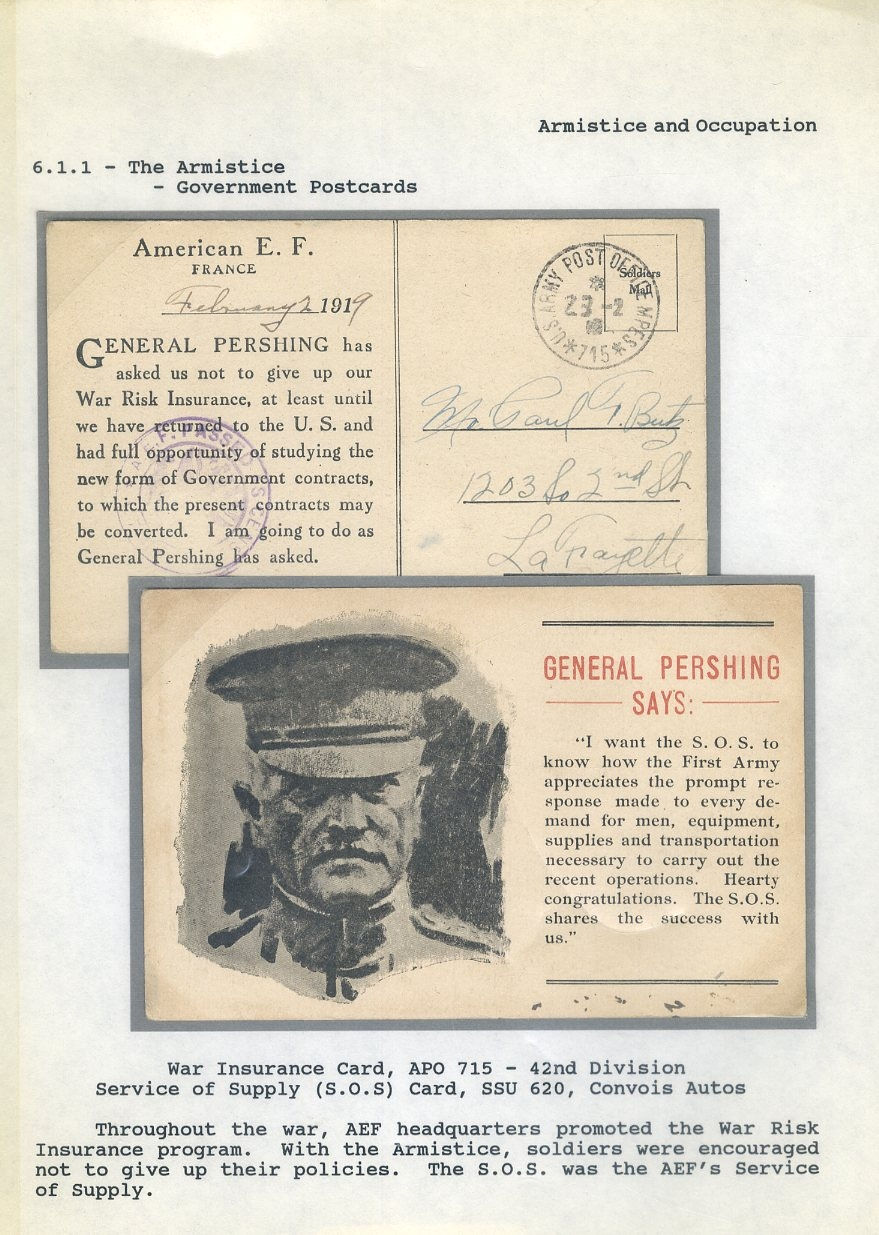 Armistice and Occupation
6.1.1 - The Armistice
- Government Postcards
American E. F.
FRANCE
February 2 1919
GENERAL PERSHING has
asked us not to give up our
War Risk Insurance, at least until
we have returned to the U. S. and
had full opportunity of studying the
new form of Government contracts,
to which the present contracts may
be converted. I am going to do as
General Pershing has asked.
A.E.F. PASSED
U.S. ARMY POST OFFICE MPES
23 -2
*715*
Soldiers
Mail
Mr. Paul T. Butz
1203 So 2nd St
La Fayette
GENERAL PERSHING
SAYS:
"I want the S. O. S. to
know how the First Army
appreciates the prompt re-
sponse made to every de-
mand for men, equipment,
supplies and transportation
necessary to carry out the
recent operations. Hearty
congratulations. The S.O.S.
shares the success with
us."
War Insurance Card, APO 715 - 42nd Division
Service of Supply (S.O.S) Card, SSU 620, Convois Autos
Throughout the war, AEF headquarters promoted the War Risk
Insurance program. With the Armistice, soldiers were encouraged
not to give up their policies. The S.O.S. was the AEF's Service
of Supply.